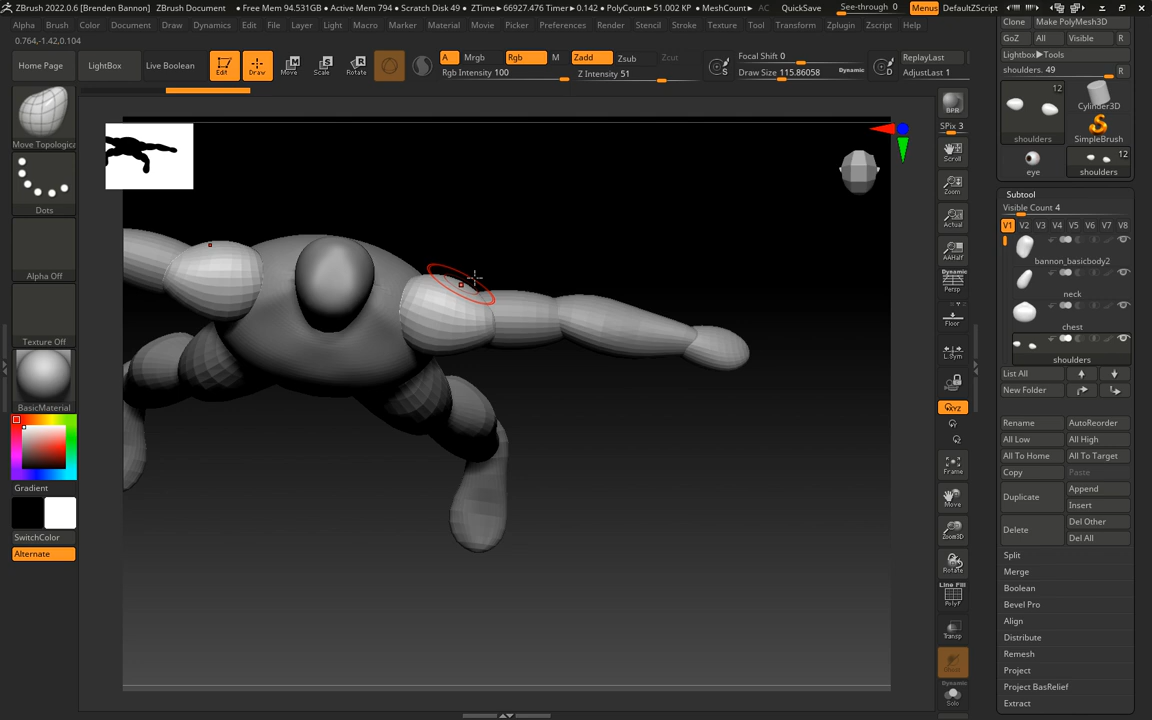 ZBrush 2022.0.6 [Brenden Bannon] ZBrush Document ● Free Mem 94.531GB ● Active Mem 794 ● Scratch Disk 49 ● ZTime▸66927.476 Timer▸0.142 ● PolyCount▸51.002 KP ● MeshCount▸ AC QuickSave See-through 0 Menus DefaultZScript
Alpha Brush Color Document Draw Dynamics Edit File Layer Light Macro Marker Material Movie Picker Preferences Render Stencil Stroke Texture Tool Transform Zplugin Zscript Help
0.764,-1.42,0.104
Home Page
LightBox
Live Boolean
Edit
Draw
Move
Scale
Rotate
A
Mrgb
Rgb
M
Rgb Intensity 100
Zadd
Zsub
Zcut
Z Intensity 51
S
Focal Shift 0
Draw Size 115.86058
Dynamic
D
ReplayLast
AdjustLast 1
Move Topologica
Dots
Alpha Off
Texture Off
BasicMaterial
Gradient
SwitchColor
Alternate
BPR
SPix 3
Scroll
Zoom
Actual
AAHalf
Dynamic
Persp
Floor
L.Sym
XYZ
Frame
Move
Zoom3D
Rotate
Line Fill
PolyF
Transp
Ghost
Dynamic
Solo
Clone
Make PolyMesh3D
GoZ
All
Visible
R
Lightbox▸Tools
shoulders. 49
R
12
shoulders
Cylinder3D
SimpleBrush
eye
12
shoulders
Subtool
Visible Count 4
V1 V2 V3 V4 V5 V6 V7 V8
bannon_basicbody2
neck
chest
shoulders
List All
New Folder
Rename
AutoReorder
All Low
All High
All To Home
All To Target
Copy
Paste
Duplicate
Append
Insert
Delete
Del Other
Del All
Split
Merge
Boolean
Bevel Pro
Align
Distribute
Remesh
Project
Project BasRelief
Extract